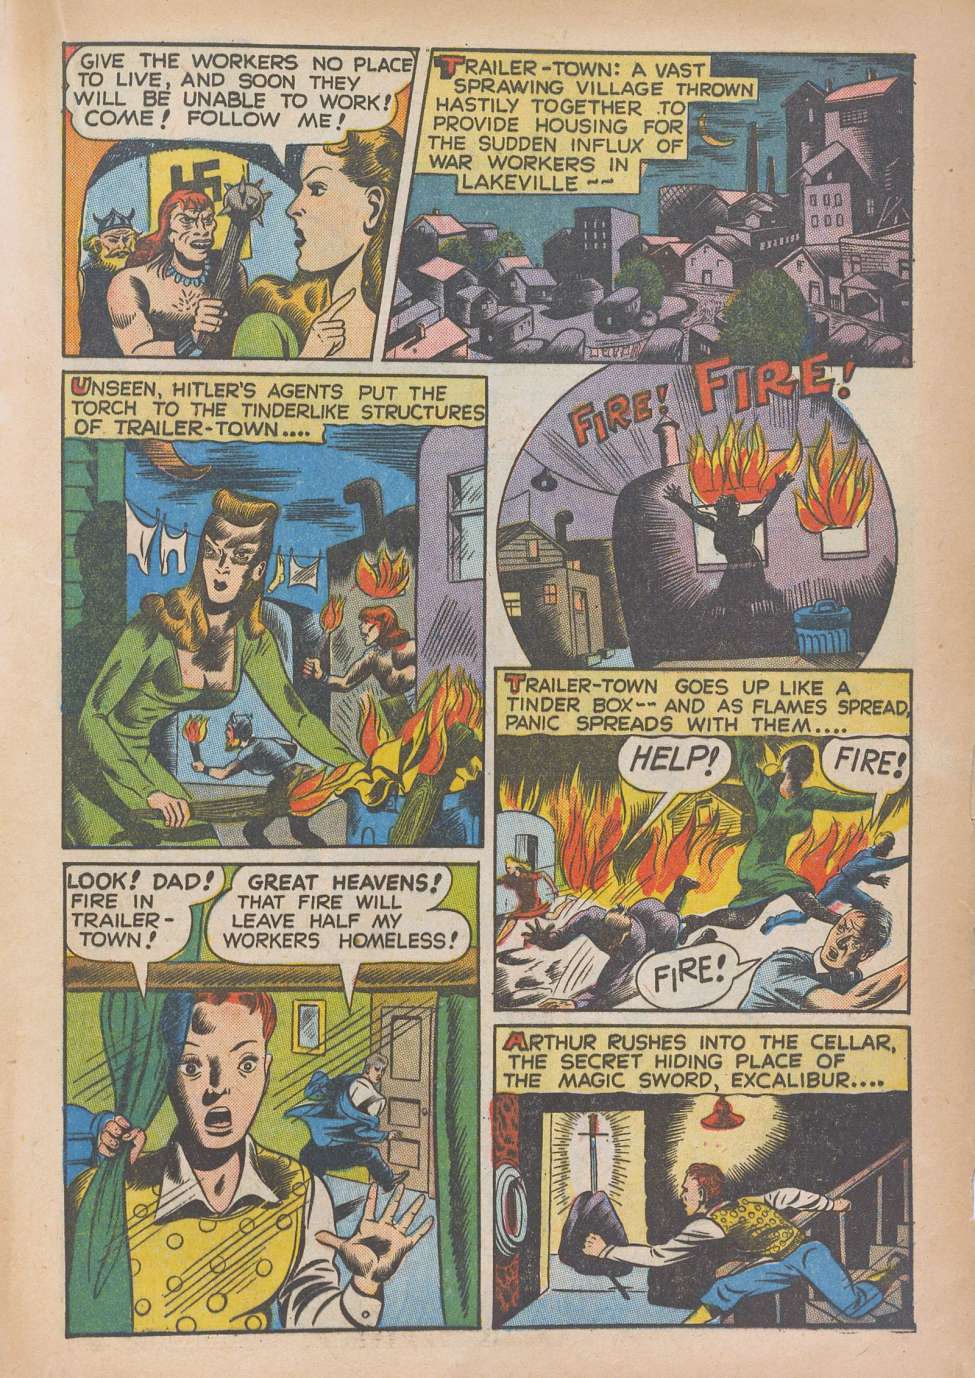 GIVE THE WORKERS NO PLACE
TO LIVE, AND SOON THEY
WILL BE UNABLE TO WORK!
COME! FOLLOW ME!
TRAILER-TOWN: A VAST
SPRAWING VILLAGE THROWN
HASTILY TOGETHER TO
PROVIDE HOUSING FOR
THE SUDDEN INFLUX OF
WAR WORKERS IN
LAKEVILLE --
UNSEEN, HITLER'S AGENTS PUT THE
TORCH TO THE TINDERLIKE STRUCTURES
OF TRAILER-TOWN....
FIRE! FIRE!
TRAILER-TOWN GOES UP LIKE A
TINDER BOX-- AND AS FLAMES SPREAD,
PANIC SPREADS WITH THEM....
HELP!
FIRE!
FIRE!
LOOK! DAD!
FIRE IN
TRAILER-
TOWN!
GREAT HEAVENS!
THAT FIRE WILL
LEAVE HALF MY
WORKERS HOMELESS!
ARTHUR RUSHES INTO THE CELLAR,
THE SECRET HIDING PLACE OF
THE MAGIC SWORD, EXCALIBUR....